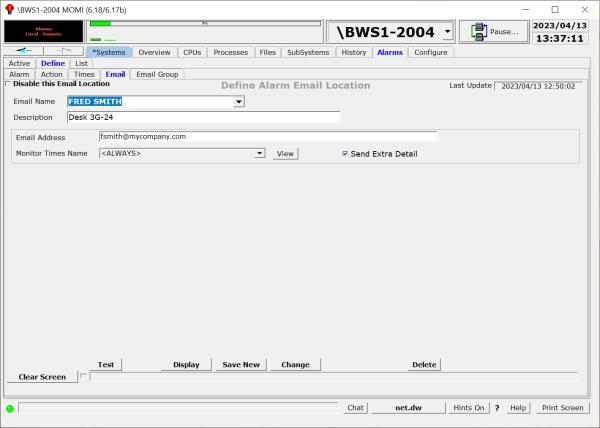 \BWS1-2004 MOMI (6.18/6.17b)
Alarms:
Local - Remote
\BWS1-2004
Pause...
2023/04/13
13:37:11
*Systems Overview CPUs Processes Files SubSystems History Alarms Configure
Active Define List
Alarm Action Times Email Email Group
Disable this Email Location
Define Alarm Email Location
Last Update 2023/04/13 12:50:02
Email Name FRED SMITH
Description Desk 3G-24
Email Address fsmith@mycompany.com
Monitor Times Name <ALWAYS> View Send Extra Detail
Test Display Save New Change Delete
Clear Screen
Chat net.dw Hints On ? Help Print Screen